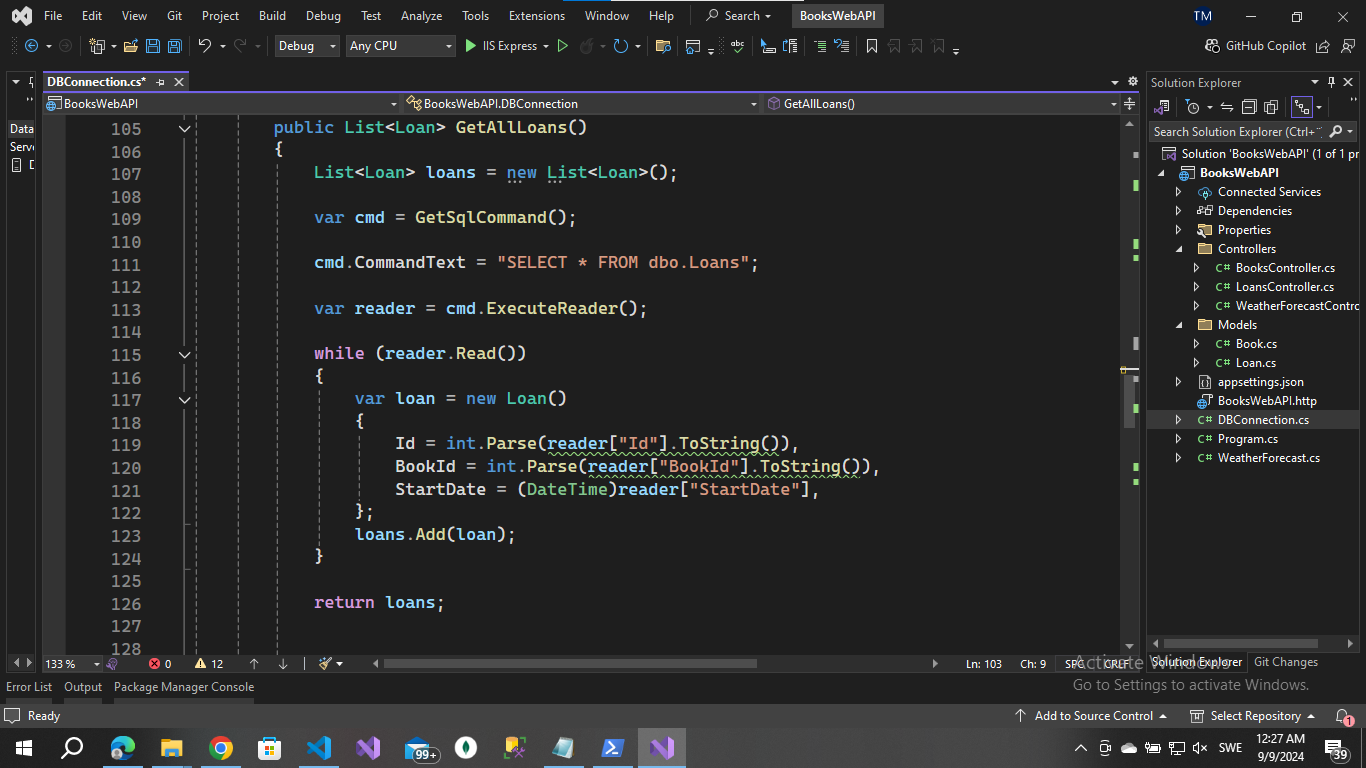 File Edit View Git Project Build Debug Test Analyze Tools Extensions Window Help Search BooksWebAPI TM
Debug Any CPU IIS Express GitHub Copilot
DBConnection.cs*
BooksWebAPI BooksWebAPI.DBConnection GetAllLoans()
Data
Serve
105 public List<Loan> GetAllLoans()
106 {
107 List<Loan> loans = new List<Loan>();
108
109 var cmd = GetSqlCommand();
110
111 cmd.CommandText = "SELECT * FROM dbo.Loans";
112
113 var reader = cmd.ExecuteReader();
114
115 while (reader.Read())
116 {
117 var loan = new Loan()
118 {
119 Id = int.Parse(reader["Id"].ToString()),
120 BookId = int.Parse(reader["BookId"].ToString()),
121 StartDate = (DateTime)reader["StartDate"],
122 };
123 loans.Add(loan);
124 }
125
126 return loans;
127
128
133 % 0 12 Ln: 103 Ch: 9 SPC CRLF
Error List Output Package Manager Console
Solution Explorer
Search Solution Explorer (Ctrl+
Solution 'BooksWebAPI' (1 of 1 pr
BooksWebAPI
Connected Services
Dependencies
Properties
Controllers
C# BooksController.cs
C# LoansController.cs
C# WeatherForecastContro
Models
C# Book.cs
C# Loan.cs
appsettings.json
BooksWebAPI.http
C# DBConnection.cs
C# Program.cs
C# WeatherForecast.cs
Solution Explorer Git Changes
Activate Windows
Go to Settings to activate Windows.
Ready Add to Source Control Select Repository 1
99+ SWE 12:27 AM
9/9/2024 39